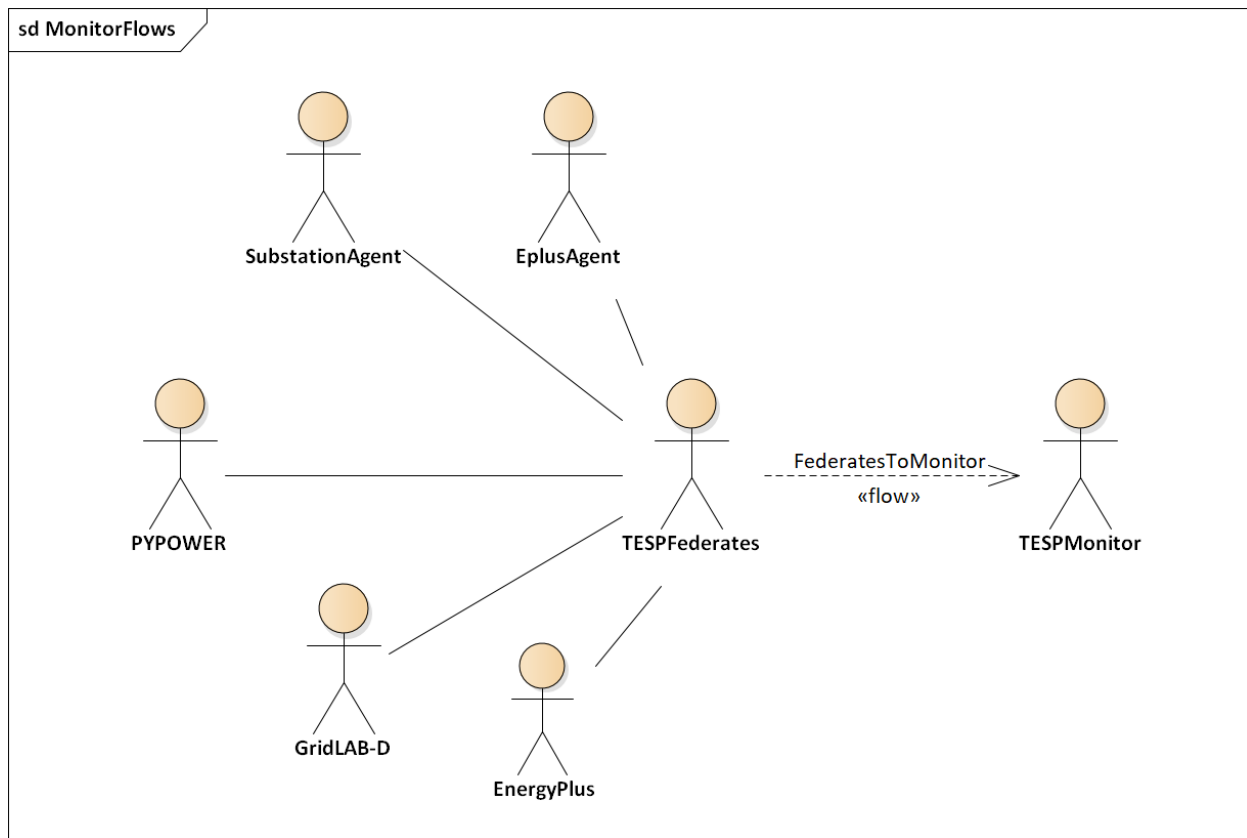 sd MonitorFlows
SubstationAgent
EplusAgent
FederatesToMonitor
«flow»
PYPOWER
TESPFederates
TESPMonitor
GridLAB-D
EnergyPlus